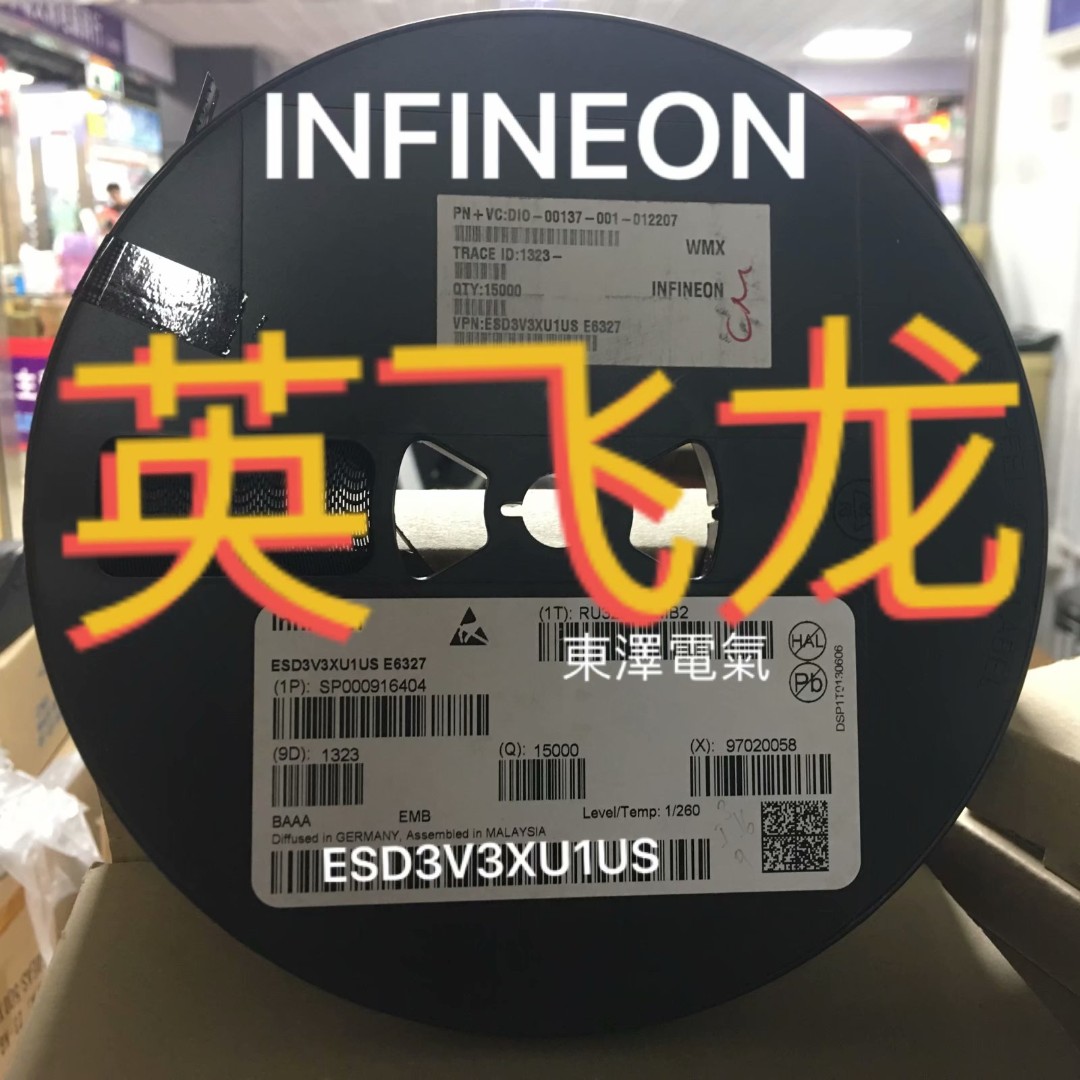 INFINEON
PN+VC:DIO-00137-001-012207
WMX
TRACE ID:1323-
QTY:15000
INFINEON
VPN:ESD3V3XU1US E6327
英飞龙
(1T):
東澤電氣
HAL
Pb
ESD3V3XU1US E6327
(1P): SP000916404
DSP1T0130606
(9D): 1323
(Q): 15000
(X): 97020058
BAAA
EMB
Level/Temp: 1/260
Diffused in GERMANY, Assembled in MALAYSIA
ESD3V3XU1US